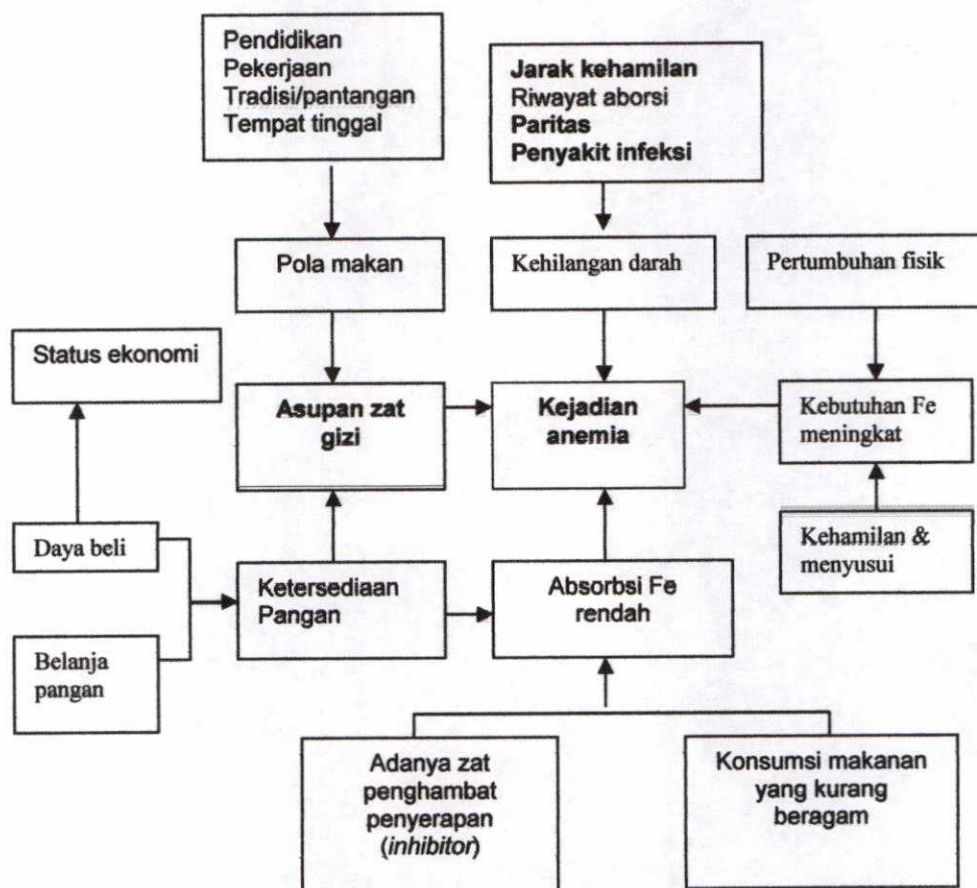 Pendidikan
Pekerjaan
Tradisi/pantangan
Tempat tinggal
Jarak kehamilan
Riwayat aborsi
Paritas
Penyakit infeksi
Pola makan
Kehilangan darah
Pertumbuhan fisik
Status ekonomi
Asupan zat
gizi
Kejadian
anemia
Kebutuhan Fe
meningkat
Daya beli
Kehamilan &
menyusui
Ketersediaan
Pangan
Absorbsi Fe
rendah
Belanja
pangan
Adanya zat
penghambat
penyerapan
(inhibitor)
Konsumsi makanan
yang kurang
beragam